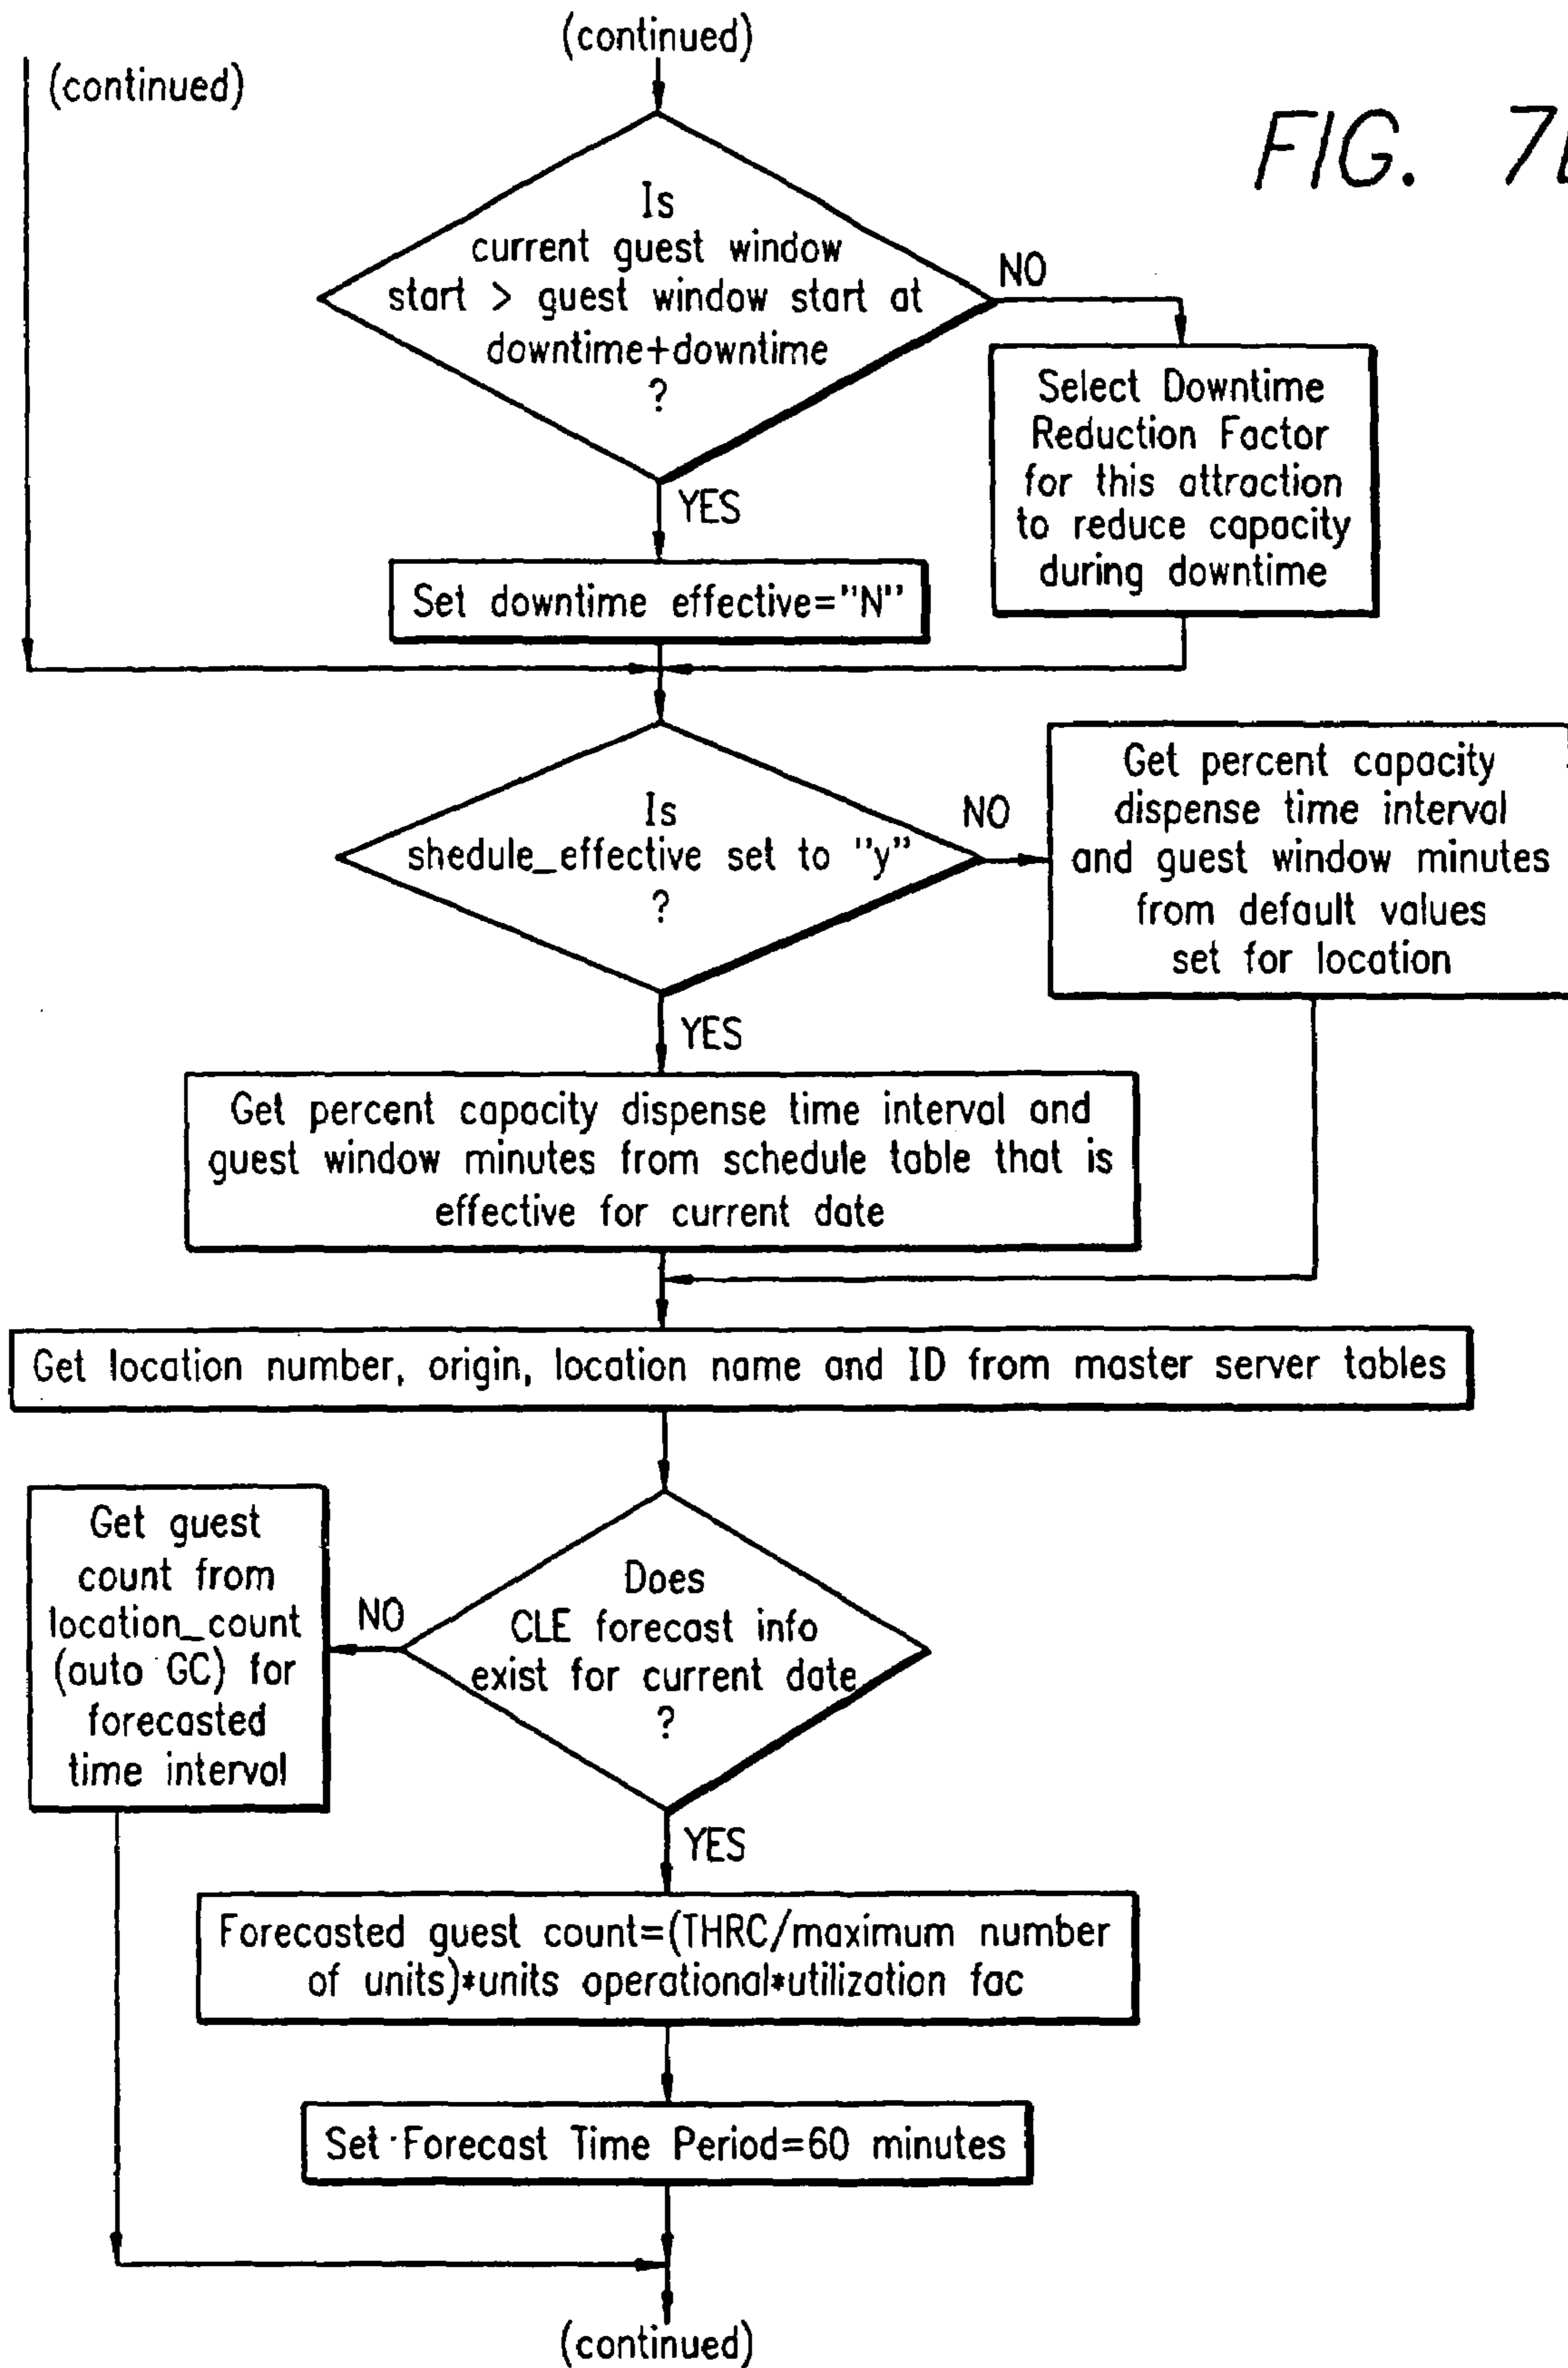 (continued)
(continued)
FIG. 7
Is
current guest window
start > guest window start at
downtime+downtime
?
NO
Select Downtime
Reduction Factor
for this attraction
to reduce capacity
during downtime
YES
Set downtime effective="N"
Is
shedule_effective set to "y"
?
NO
Get percent capacity
dispense time interval
and guest window minutes
from default values
set for location
YES
Get percent capacity dispense time interval and
guest window minutes from schedule table that is
effective for current date
Get location number, origin, location name and ID from master server tables
Does
CLE forecast info
exist for current date
?
NO
Get guest
count from
location_count
(auto GC) for
forecasted
time interval
YES
Forecasted guest count=(THRC/maximum number
of units)*units operational*utilization fac
Set Forecast Time Period=60 minutes
(continued)